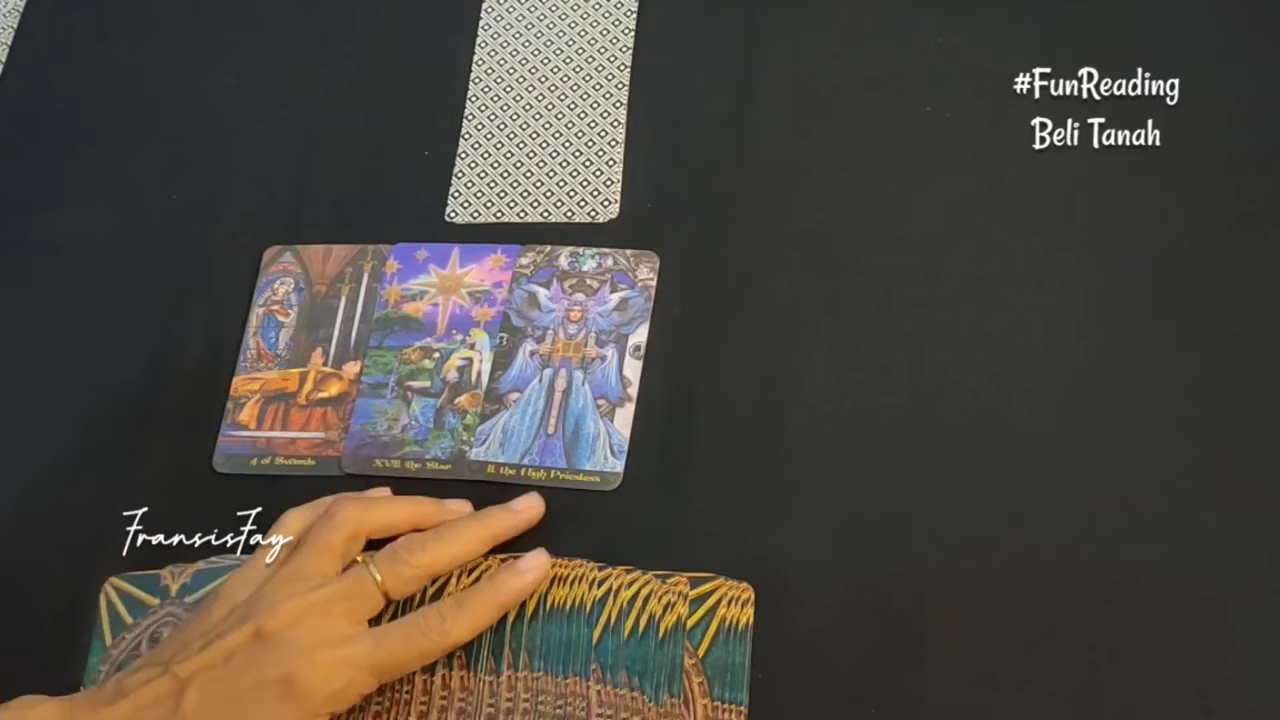 #FunReading
Beli Tanah
4 of Swords
XVII the Star
II the High Priestess
FransisFay